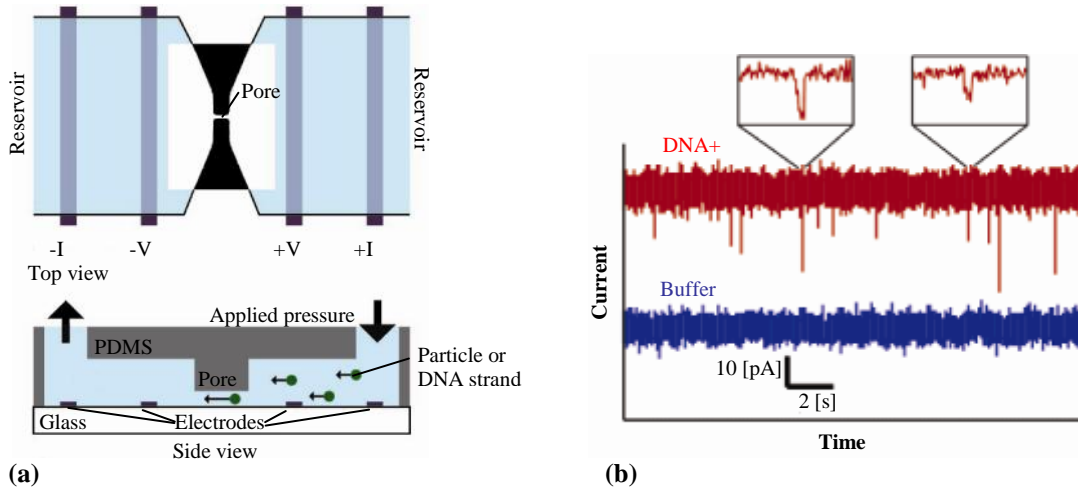 Reservoir
Pore
Reservoir
-I
-V
+V
+I
Top view
Applied pressure
PDMS
Pore
Particle or
DNA strand
Glass
Electrodes
Side view
(a)
DNA+
Buffer
Current
10 [pA]
2 [s]
Time
(b)